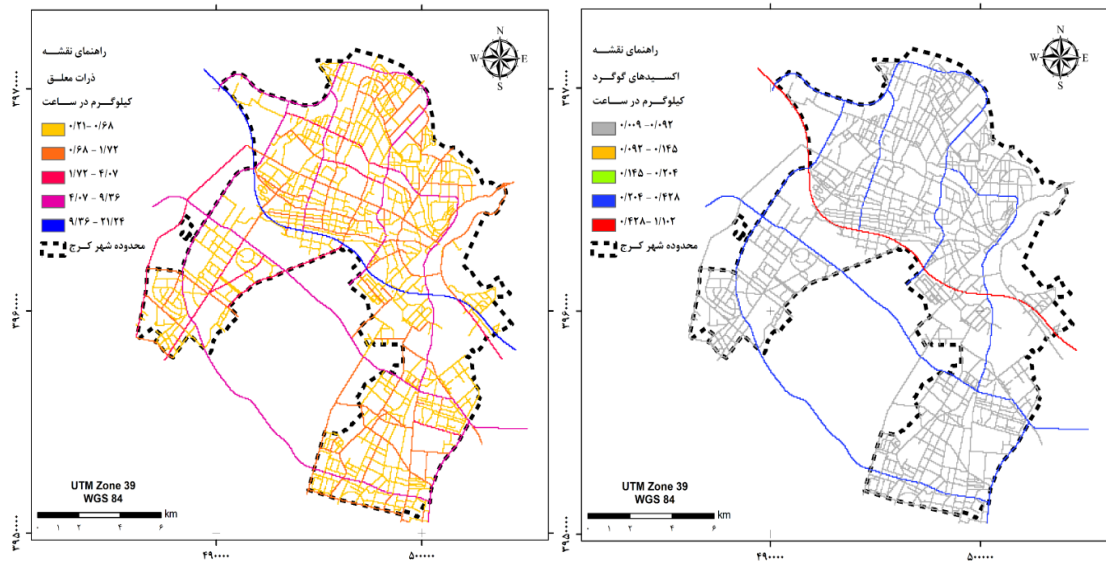 N
W E
S
راهنمای نقشه
ذرات معلق
کیلوگرم در ساعت
۰/۲۱–۰/۶۸
۰/۶۸ – ۱/۷۲
۱/۷۲ – ۴/۰۷
۴/۰۷ – ۹/۳۶
۹/۳۶ – ۲۱/۲۴
محدوده شهر کرج
UTM Zone 39
WGS 84
km
۰ ۱ ۲ ۴ ۶
۳۹۷۰۰۰۰
۳۹۶۰۰۰۰
۳۹۵۰۰۰۰
۴۹۰۰۰۰ ۵۰۰۰۰۰
N
W E
S
راهنمای نقشه
اکسیدهای گوگرد
کیلوگرم در ساعت
۰/۰۰۹ –۰/۰۹۲
۰/۰۹۲ – ۰/۱۴۵
۰/۱۴۵ – ۰/۲۰۴
۰/۲۰۴ – ۰/۴۲۸
۰/۴۲۸– ۱/۱۰۲
محدوده شهر کرج
UTM Zone 39
WGS 84
km
۰ ۱ ۲ ۴ ۶
۳۹۷۰۰۰۰
۳۹۶۰۰۰۰
۳۹۵۰۰۰۰
۴۹۰۰۰۰ ۵۰۰۰۰۰